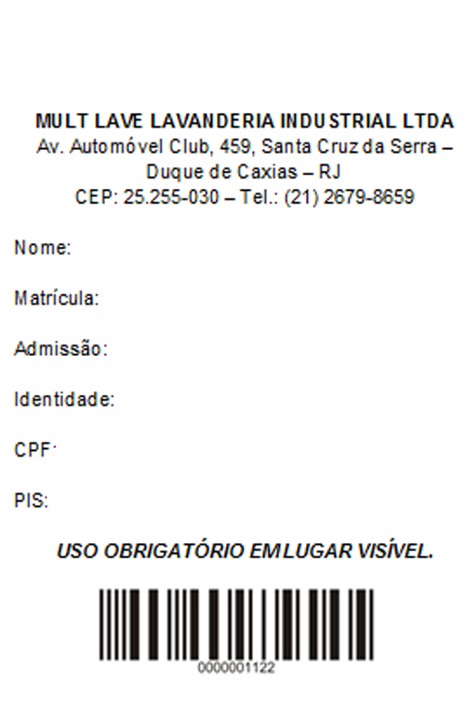 MULT LAVE LAVANDERIA INDUSTRIAL LTDA
Av. Automóvel Club, 459, Santa Cruz da Serra –
Duque de Caxias – RJ
CEP: 25.255-030 – Tel.: (21) 2679-8659
Nome:
Matrícula:
Admissão:
Identidade:
CPF:
PIS:
USO OBRIGATÓRIO EM LUGAR VISÍVEL.
0000001122